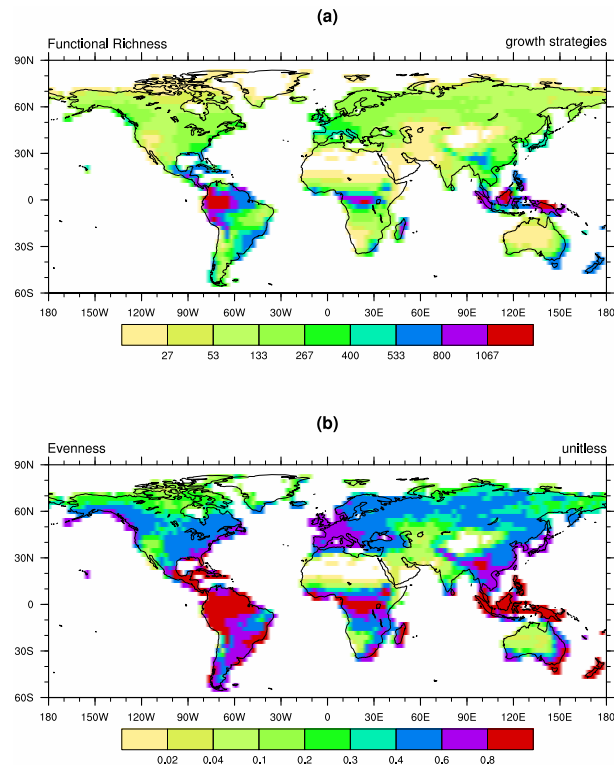 (a)
Functional Richness growth strategies
90N
60N
30N
0
30S
60S
180 150W 120W 90W 60W 30W 0 30E 60E 90E 120E 150E 180
27 53 133 267 400 533 800 1067
(b)
Evenness unitless
90N
60N
30N
0
30S
60S
180 150W 120W 90W 60W 30W 0 30E 60E 90E 120E 150E 180
0.02 0.04 0.1 0.2 0.3 0.4 0.6 0.8